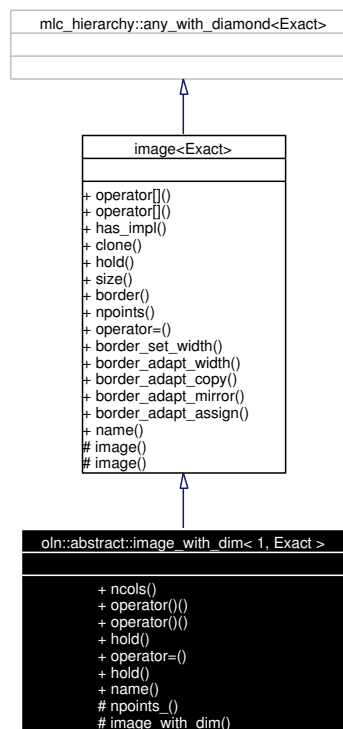 mlc_hierarchy::any_with_diamond<Exact>
image<Exact>
+ operator[]()
+ operator[]()
+ has_impl()
+ clone()
+ hold()
+ size()
+ border()
+ npoints()
+ operator=()
+ border_set_width()
+ border_adapt_width()
+ border_adapt_copy()
+ border_adapt_mirror()
+ border_adapt_assign()
+ name()
# image()
# image()
oln::abstract::image_with_dim< 1, Exact >
+ ncols()
+ operator()()
+ operator()()
+ hold()
+ operator=()
+ hold()
+ name()
# npoints_()
# image_with_dim()